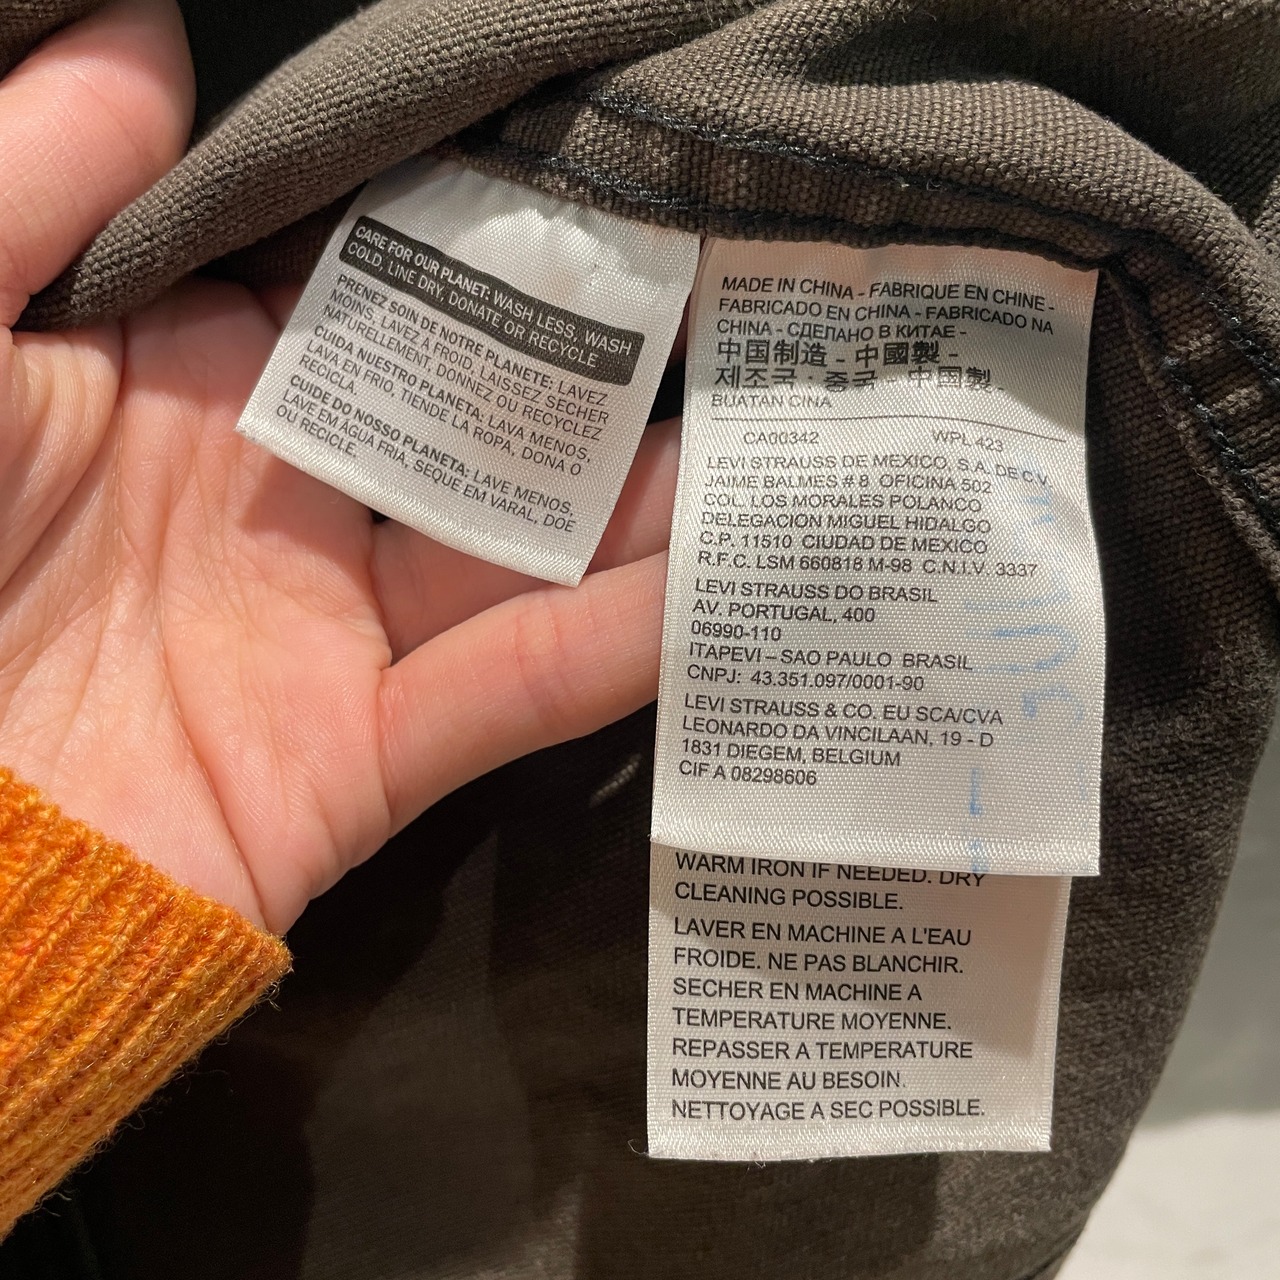 CARE FOR OUR PLANET: WASH LESS, WASH
COLD, LINE DRY, DONATE OR RECYCLE
PRENEZ SOIN DE NOTRE PLANETE: LAVEZ
MOINS, LAVEZ A FROID, LAISSEZ SECHER
NATURELLEMENT, DONNEZ OU RECYCLEZ
CUIDA NUESTRO PLANETA: LAVA MENOS,
LAVA EN FRIO, TIENDE LA ROPA, DONA O
RECICLA.
CUIDE DO NOSSO PLANETA: LAVE MENOS,
LAVE EM ÁGUA FRIA, SEQUE EM VARAL, DOE
OU RECICLE.
MADE IN CHINA - FABRIQUE EN CHINE -
FABRICADO EN CHINA - FABRICADO NA
CHINA - СДЕЛАНО В КИТАЕ -
中国制造 - 中國製 -
제조국 : 중국 - 中國製 -
BUATAN CINA
CA00342 WPL423
LEVI STRAUSS DE MEXICO, S.A. DE C.V.
JAIME BALMES # 8 OFICINA 502
COL. LOS MORALES POLANCO
DELEGACION MIGUEL HIDALGO
C.P. 11510 CIUDAD DE MEXICO
R.F.C. LSM 660818 M-98 C.N.I.V. 3337
LEVI STRAUSS DO BRASIL
AV. PORTUGAL, 400
06990-110
ITAPEVI – SAO PAULO BRASIL
CNPJ: 43.351.097/0001-90
LEVI STRAUSS & CO. EU SCA/CVA
LEONARDO DA VINCILAAN, 19 - D
1831 DIEGEM, BELGIUM
CIF A 08298606
WARM IRON IF NEEDED. DRY
CLEANING POSSIBLE.
LAVER EN MACHINE A L'EAU
FROIDE. NE PAS BLANCHIR.
SECHER EN MACHINE A
TEMPERATURE MOYENNE.
REPASSER A TEMPERATURE
MOYENNE AU BESOIN.
NETTOYAGE A SEC POSSIBLE.